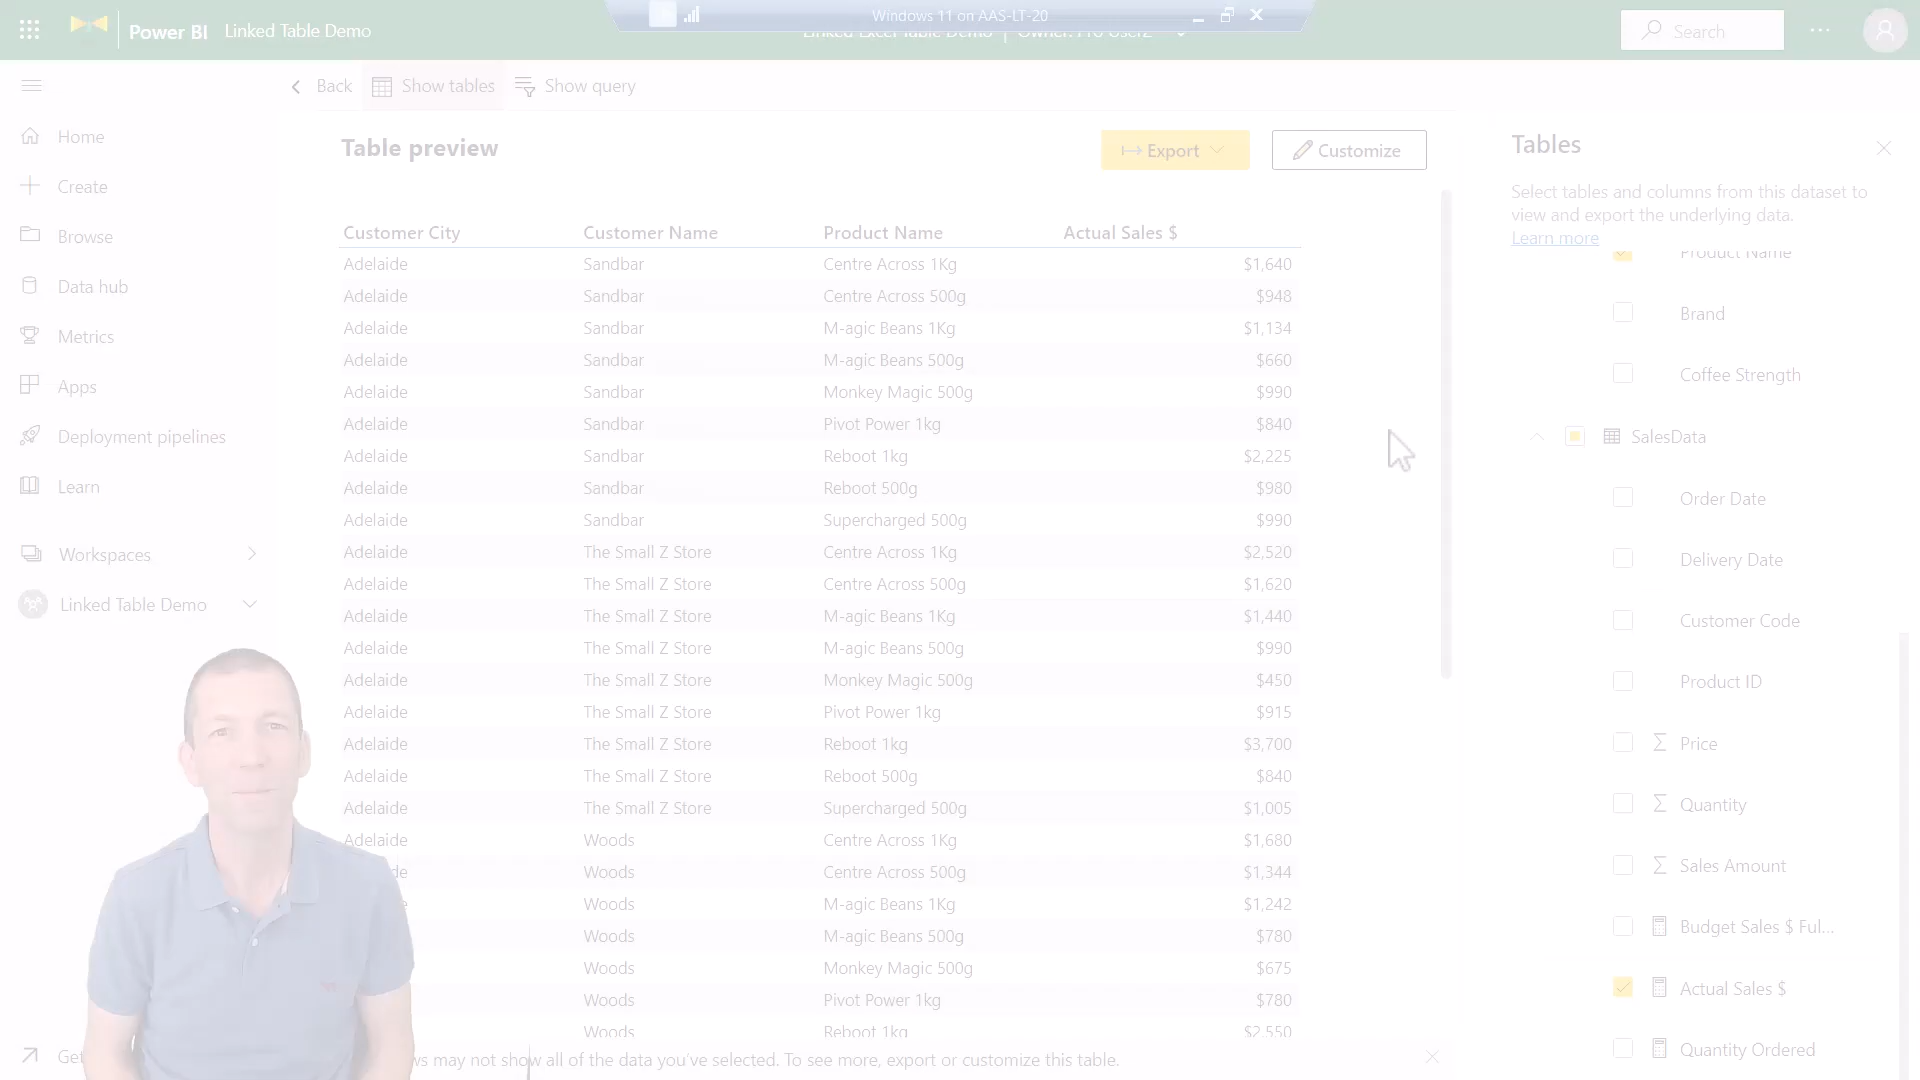 Windows 11 on AAS-LT-20
Power BI Linked Table Demo
Linked Excel Table Demo | Owner: Pro User2
Search
Back Show tables Show query
Home
Create
Browse
Data hub
Metrics
Apps
Deployment pipelines
Learn
Workspaces
Linked Table Demo
Get
Table preview
Export
Customize
Customer City Customer Name Product Name Actual Sales $
Adelaide Sandbar Centre Across 1Kg $1,640
Adelaide Sandbar Centre Across 500g $948
Adelaide Sandbar M-agic Beans 1Kg $1,134
Adelaide Sandbar M-agic Beans 500g $660
Adelaide Sandbar Monkey Magic 500g $990
Adelaide Sandbar Pivot Power 1kg $840
Adelaide Sandbar Reboot 1kg $2,225
Adelaide Sandbar Reboot 500g $980
Adelaide Sandbar Supercharged 500g $990
Adelaide The Small Z Store Centre Across 1Kg $2,520
Adelaide The Small Z Store Centre Across 500g $1,620
Adelaide The Small Z Store M-agic Beans 1Kg $1,440
Adelaide The Small Z Store M-agic Beans 500g $990
Adelaide The Small Z Store Monkey Magic 500g $450
Adelaide The Small Z Store Pivot Power 1kg $915
Adelaide The Small Z Store Reboot 1kg $3,700
Adelaide The Small Z Store Reboot 500g $840
Adelaide The Small Z Store Supercharged 500g $1,005
Adelaide Woods Centre Across 1Kg $1,680
de Woods Centre Across 500g $1,344
e Woods M-agic Beans 1Kg $1,242
Woods M-agic Beans 500g $780
Woods Monkey Magic 500g $675
Woods Pivot Power 1kg $780
Woods Reboot 1kg $2,550
ws may not show all of the data you've selected. To see more, export or customize this table.
Tables
Select tables and columns from this dataset to
view and export the underlying data.
Learn more
Product Name
Brand
Coffee Strength
SalesData
Order Date
Delivery Date
Customer Code
Product ID
Price
Quantity
Sales Amount
Budget Sales $ Ful...
Actual Sales $
Quantity Ordered